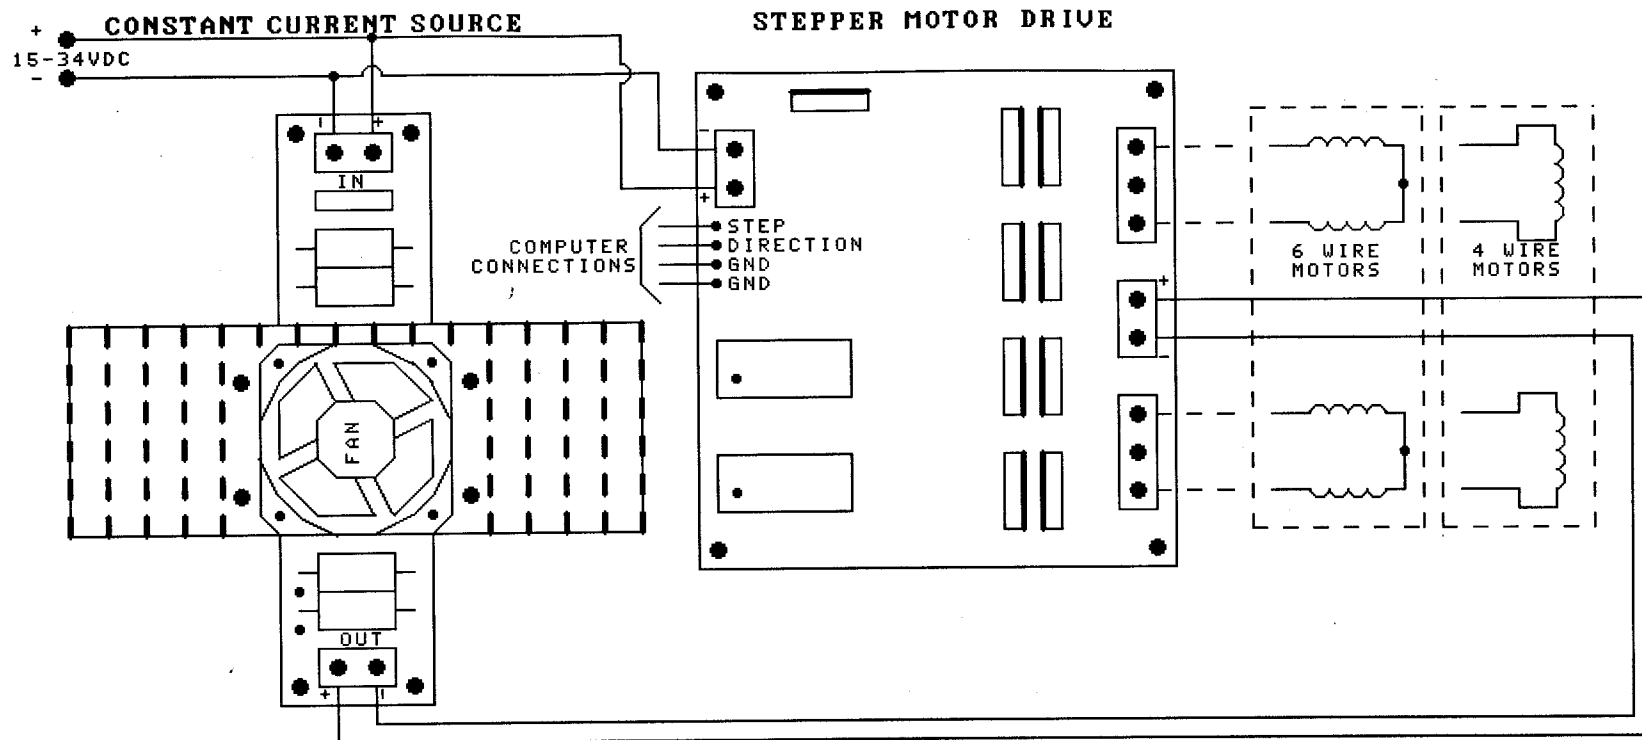 CONSTANT CURRENT SOURCE
STEPPER MOTOR DRIVE
+
15-34VDC
-
- +
IN
-
+
STEP
DIRECTION
GND
GND
COMPUTER
CONNECTIONS
6 WIRE
MOTORS
4 WIRE
MOTORS
+
-
FAN
OUT
+ -